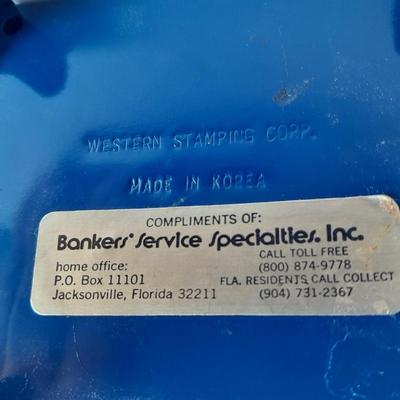 WESTERN STAMPING CORP.
MADE IN KOREA
COMPLIMENTS OF:
Bankers' Service Specialties, Inc.
home office:
P.O. Box 11101
Jacksonville, Florida 32211
CALL TOLL FREE
(800) 874-9778
FLA. RESIDENTS CALL COLLECT
(904) 731-2367